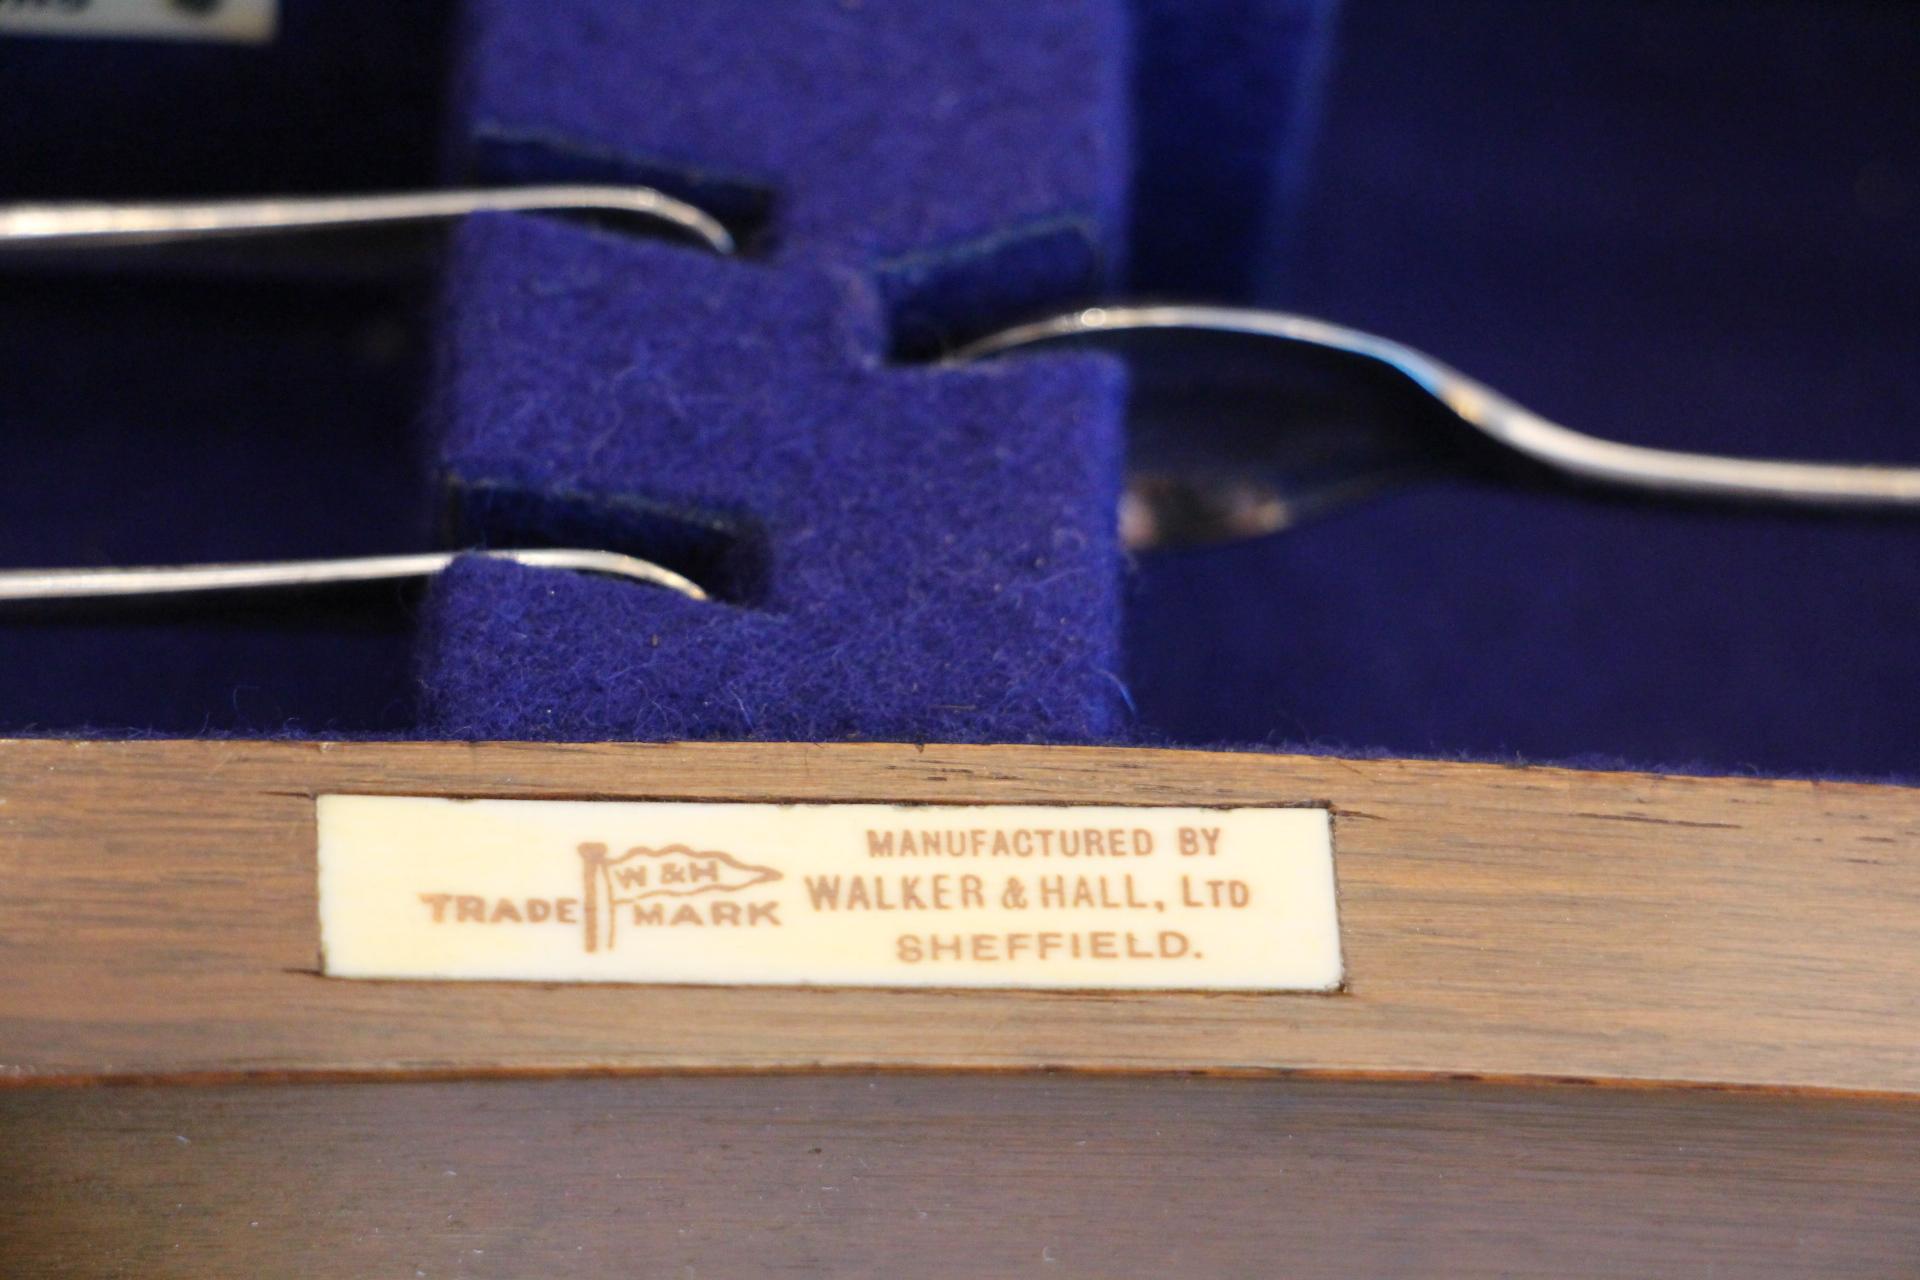 W & H
TRADE MARK
MANUFACTURED BY
WALKER & HALL, LTD
SHEFFIELD.